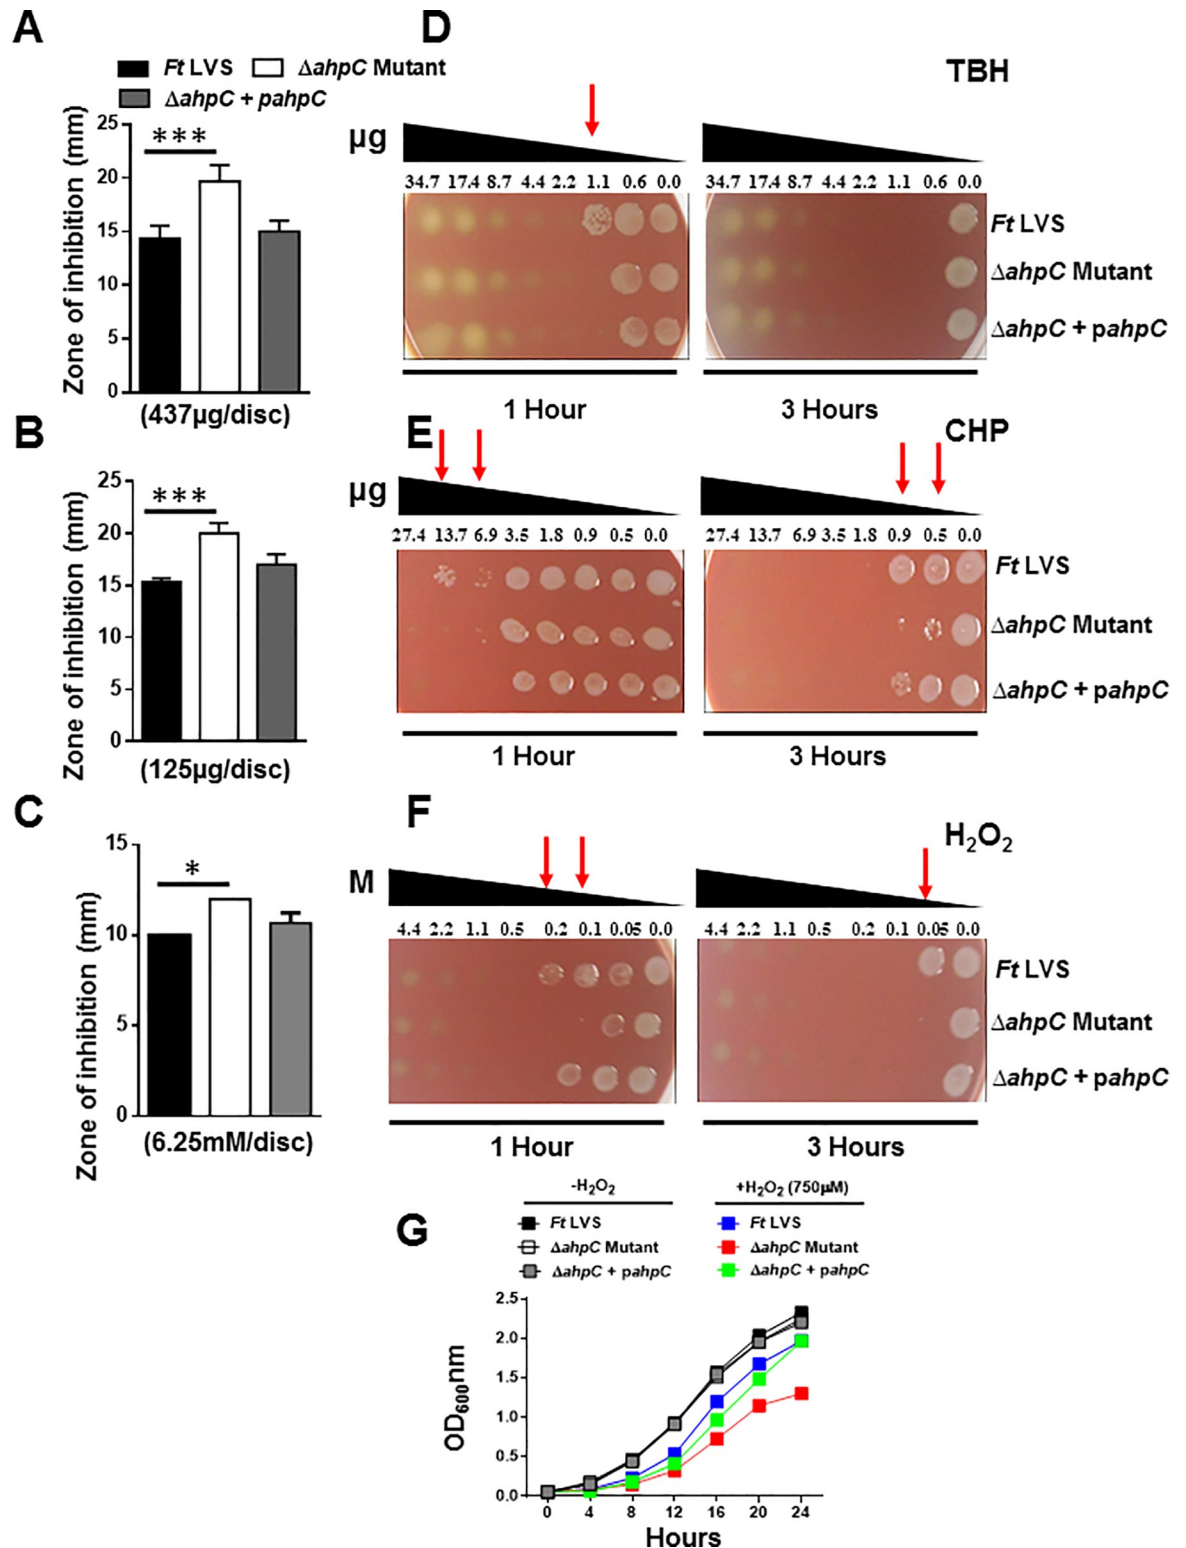 A
Ft LVS
ΔahpC Mutant
ΔahpC + pahpC
Zone of inhibition (mm)
25
20
15
10
5
0
***
(437µg/disc)
D
TBH
µg
34.7 17.4 8.7 4.4 2.2 1.1 0.6 0.0
34.7 17.4 8.7 4.4 2.2 1.1 0.6 0.0
Ft LVS
ΔahpC Mutant
ΔahpC + pahpC
1 Hour
3 Hours
B
Zone of inhibition (mm)
25
20
15
10
5
0
***
(125µg/disc)
E
CHP
µg
27.4 13.7 6.9 3.5 1.8 0.9 0.5 0.0
27.4 13.7 6.9 3.5 1.8 0.9 0.5 0.0
Ft LVS
ΔahpC Mutant
ΔahpC + pahpC
1 Hour
3 Hours
C
Zone of inhibition (mm)
15
10
5
0
*
(6.25mM/disc)
F
H₂O₂
M
4.4 2.2 1.1 0.5 0.2 0.1 0.05 0.0
4.4 2.2 1.1 0.5 0.2 0.1 0.05 0.0
Ft LVS
ΔahpC Mutant
ΔahpC + pahpC
1 Hour
3 Hours
G
-H₂O₂
Ft LVS
ΔahpC Mutant
ΔahpC + pahpC
+H₂O₂ (750µM)
Ft LVS
ΔahpC Mutant
ΔahpC + pahpC
OD₆₀₀nm
2.5
2.0
1.5
1.0
0.5
0.0
0 4 8 12 16 20 24
Hours